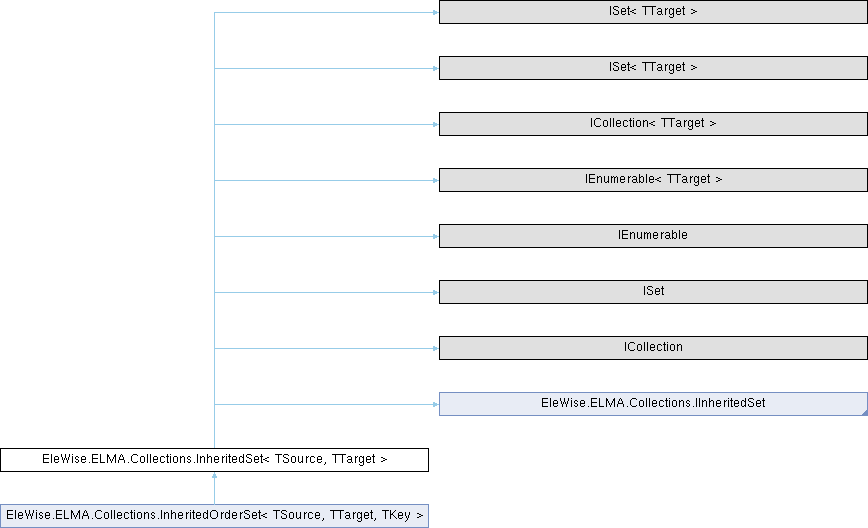 ISet< TTarget >
ISet< TTarget >
ICollection< TTarget >
IEnumerable< TTarget >
IEnumerable
ISet
ICollection
EleWise.ELMA.Collections.IInheritedSet
EleWise.ELMA.Collections.InheritedSet< TSource, TTarget >
EleWise.ELMA.Collections.InheritedOrderSet< TSource, TTarget, TKey >